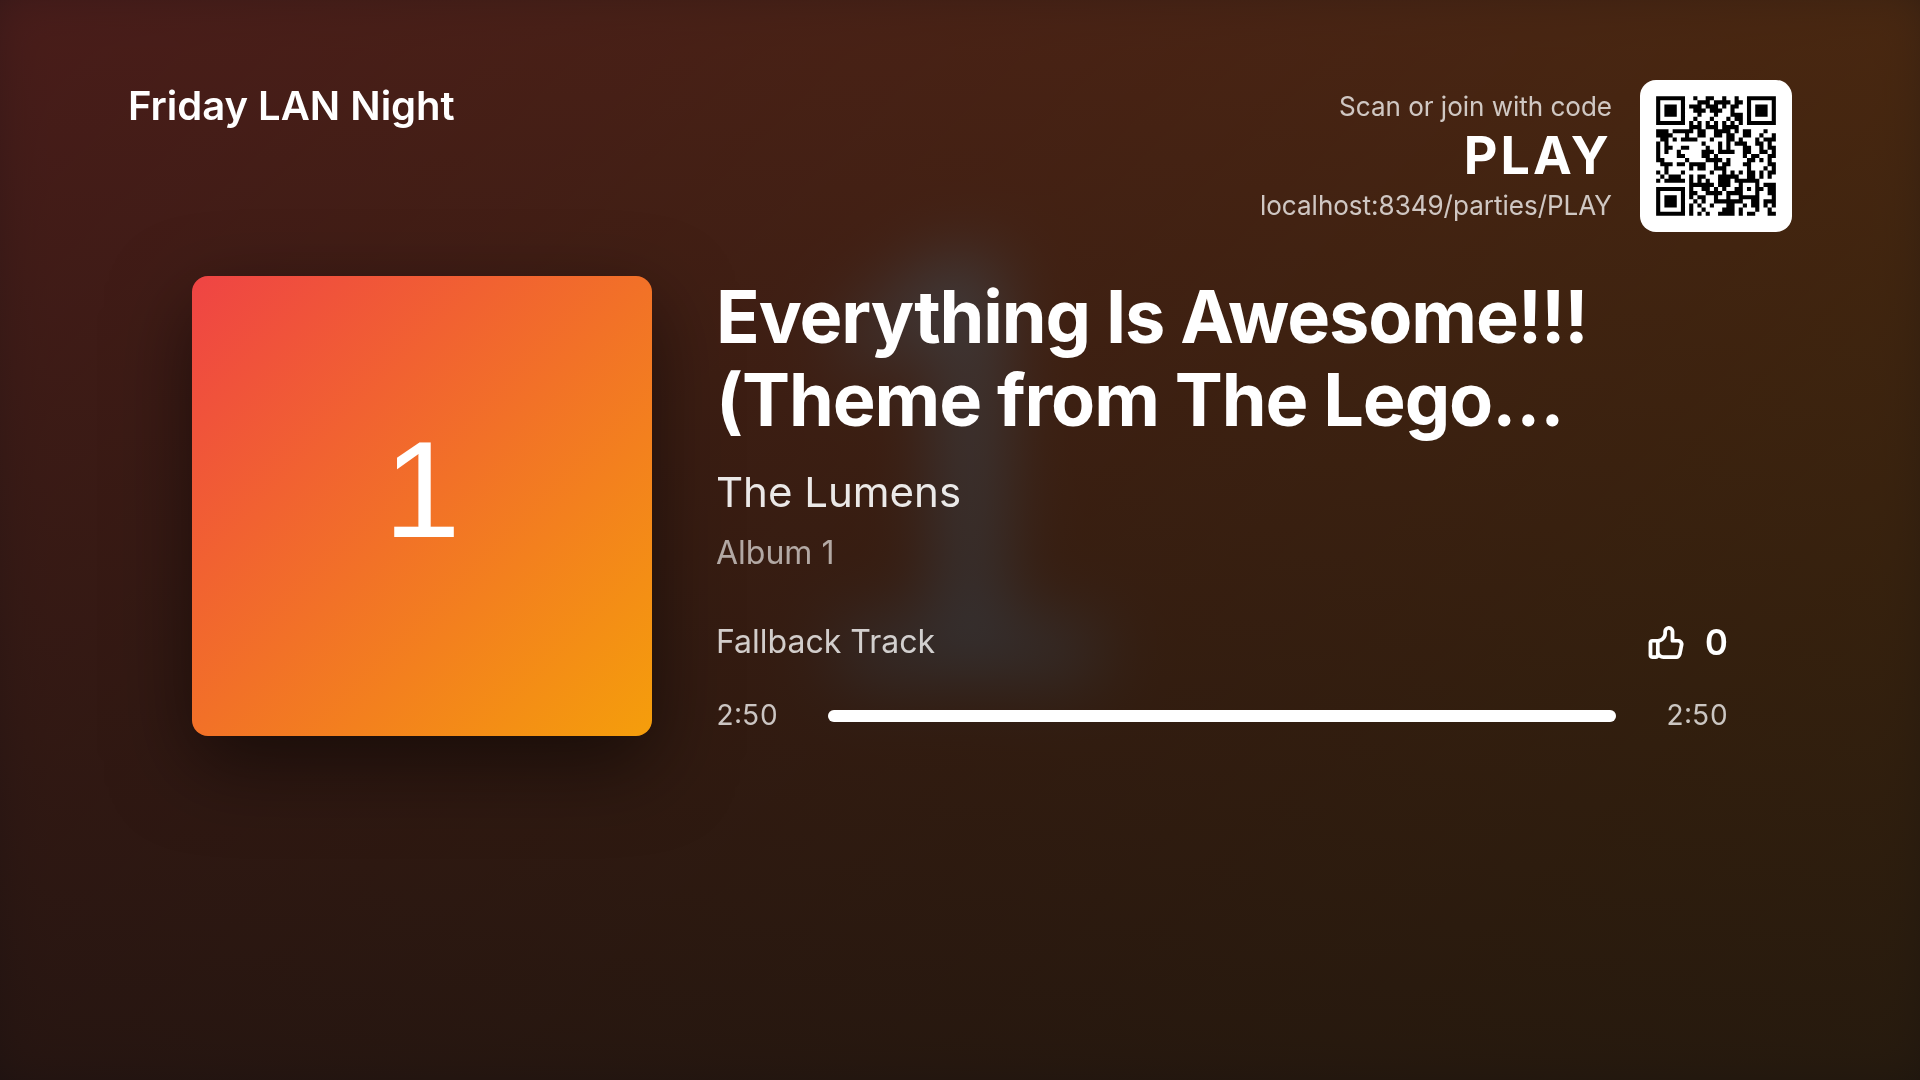 Friday LAN Night
Scan or join with code
PLAY
localhost:8349/parties/PLAY
1
Everything Is Awesome!!!
(Theme from The Lego…
The Lumens
Album 1
Fallback Track
0
2:50
2:50